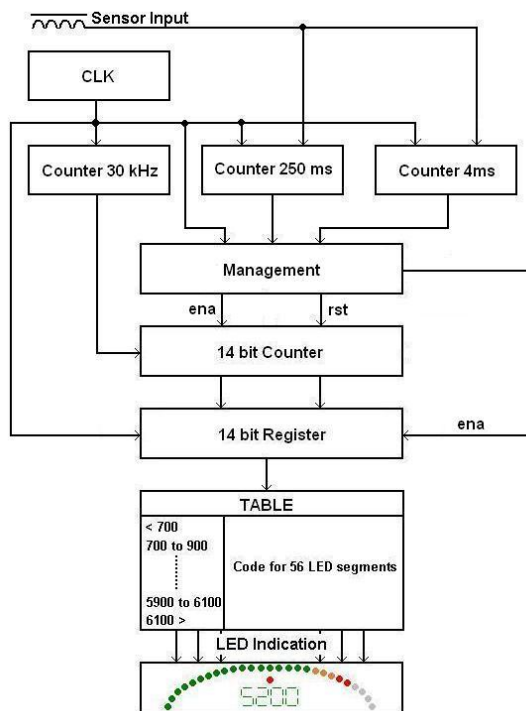 Sensor Input
CLK
Counter 30 kHz
Counter 250 ms
Counter 4ms
Management
ena
rst
14 bit Counter
14 bit Register
ena
TABLE
< 700
700 to 900
Code for 56 LED segments
5900 to 6100
6100 >
LED Indication
5200